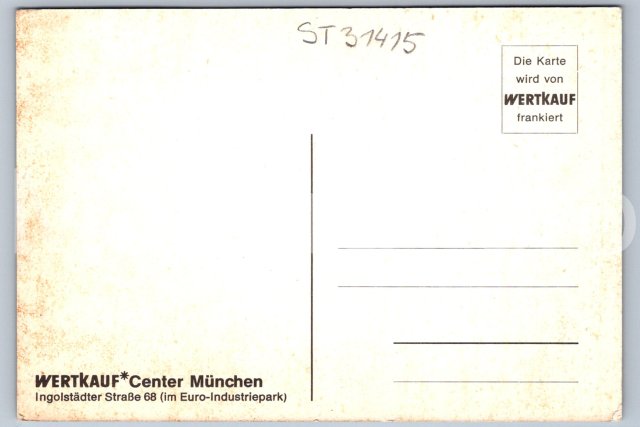 ST 31415
Die Karte
wird von
WERTKAUF
frankiert
WERTKAUF*Center München
Ingolstädter Straße 68 (im Euro-Industriepark)